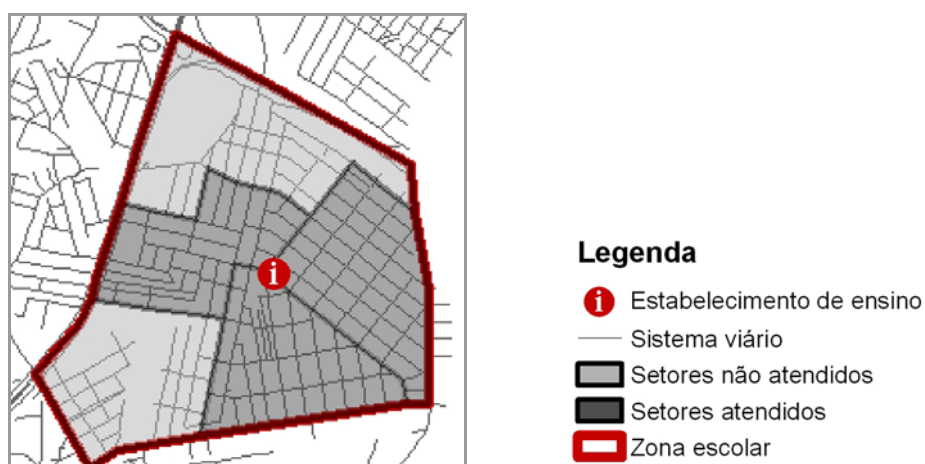 i
Legenda
i Estabelecimento de ensino
Sistema viário
Setores não atendidos
Setores atendidos
Zona escolar